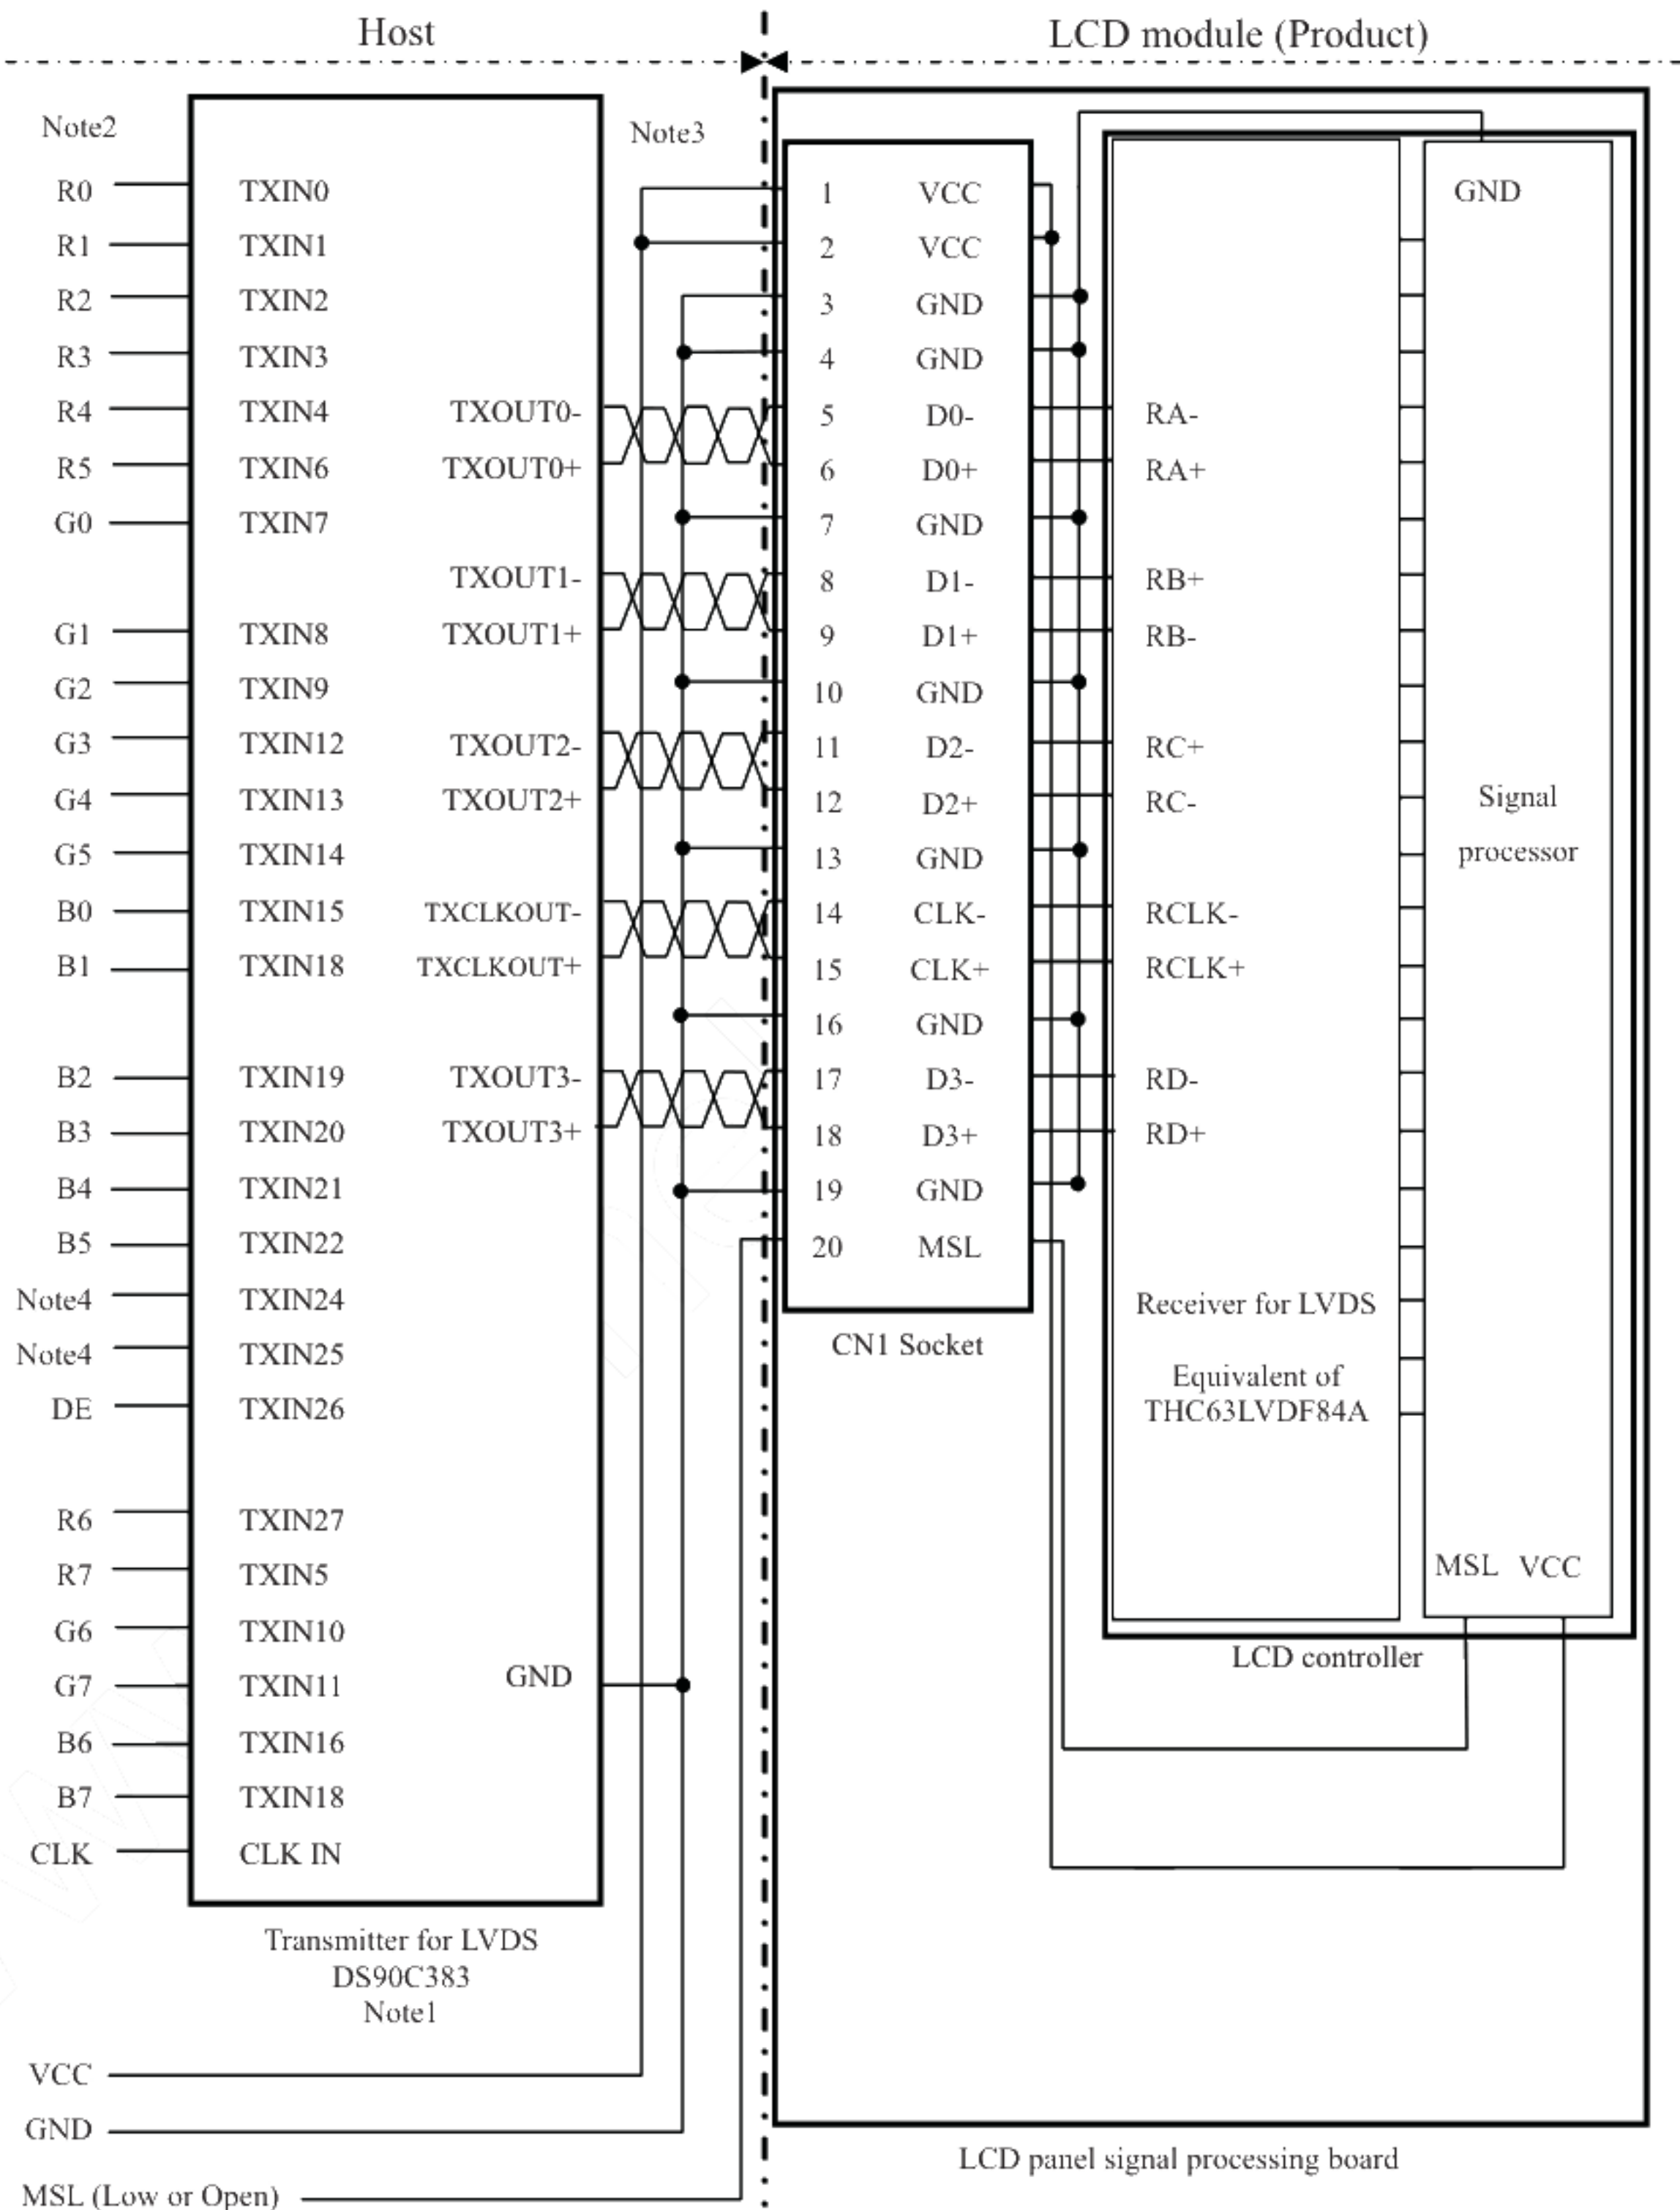 Host
LCD module (Product)
Note2
Note3
R0 TXIN0
R1 TXIN1
R2 TXIN2
R3 TXIN3
R4 TXIN4 TXOUT0-
R5 TXIN6 TXOUT0+
G0 TXIN7
TXOUT1-
G1 TXIN8 TXOUT1+
G2 TXIN9
G3 TXIN12 TXOUT2-
G4 TXIN13 TXOUT2+
G5 TXIN14
B0 TXIN15 TXCLKOUT-
B1 TXIN18 TXCLKOUT+
B2 TXIN19 TXOUT3-
B3 TXIN20 TXOUT3+
B4 TXIN21
B5 TXIN22
Note4 TXIN24
Note4 TXIN25
DE TXIN26
R6 TXIN27
R7 TXIN5
G6 TXIN10
G7 TXIN11 GND
B6 TXIN16
B7 TXIN18
CLK CLK IN
Transmitter for LVDS
DS90C383
Note1
VCC
GND
MSL (Low or Open)
1 VCC
2 VCC
3 GND
4 GND
5 D0- RA-
6 D0+ RA+
7 GND
8 D1- RB+
9 D1+ RB-
10 GND
11 D2- RC+
12 D2+ RC-
13 GND
14 CLK- RCLK-
15 CLK+ RCLK+
16 GND
17 D3- RD-
18 D3+ RD+
19 GND
20 MSL
CN1 Socket
Receiver for LVDS
Equivalent of
THC63LVDF84A
GND
Signal
processor
MSL VCC
LCD controller
LCD panel signal processing board